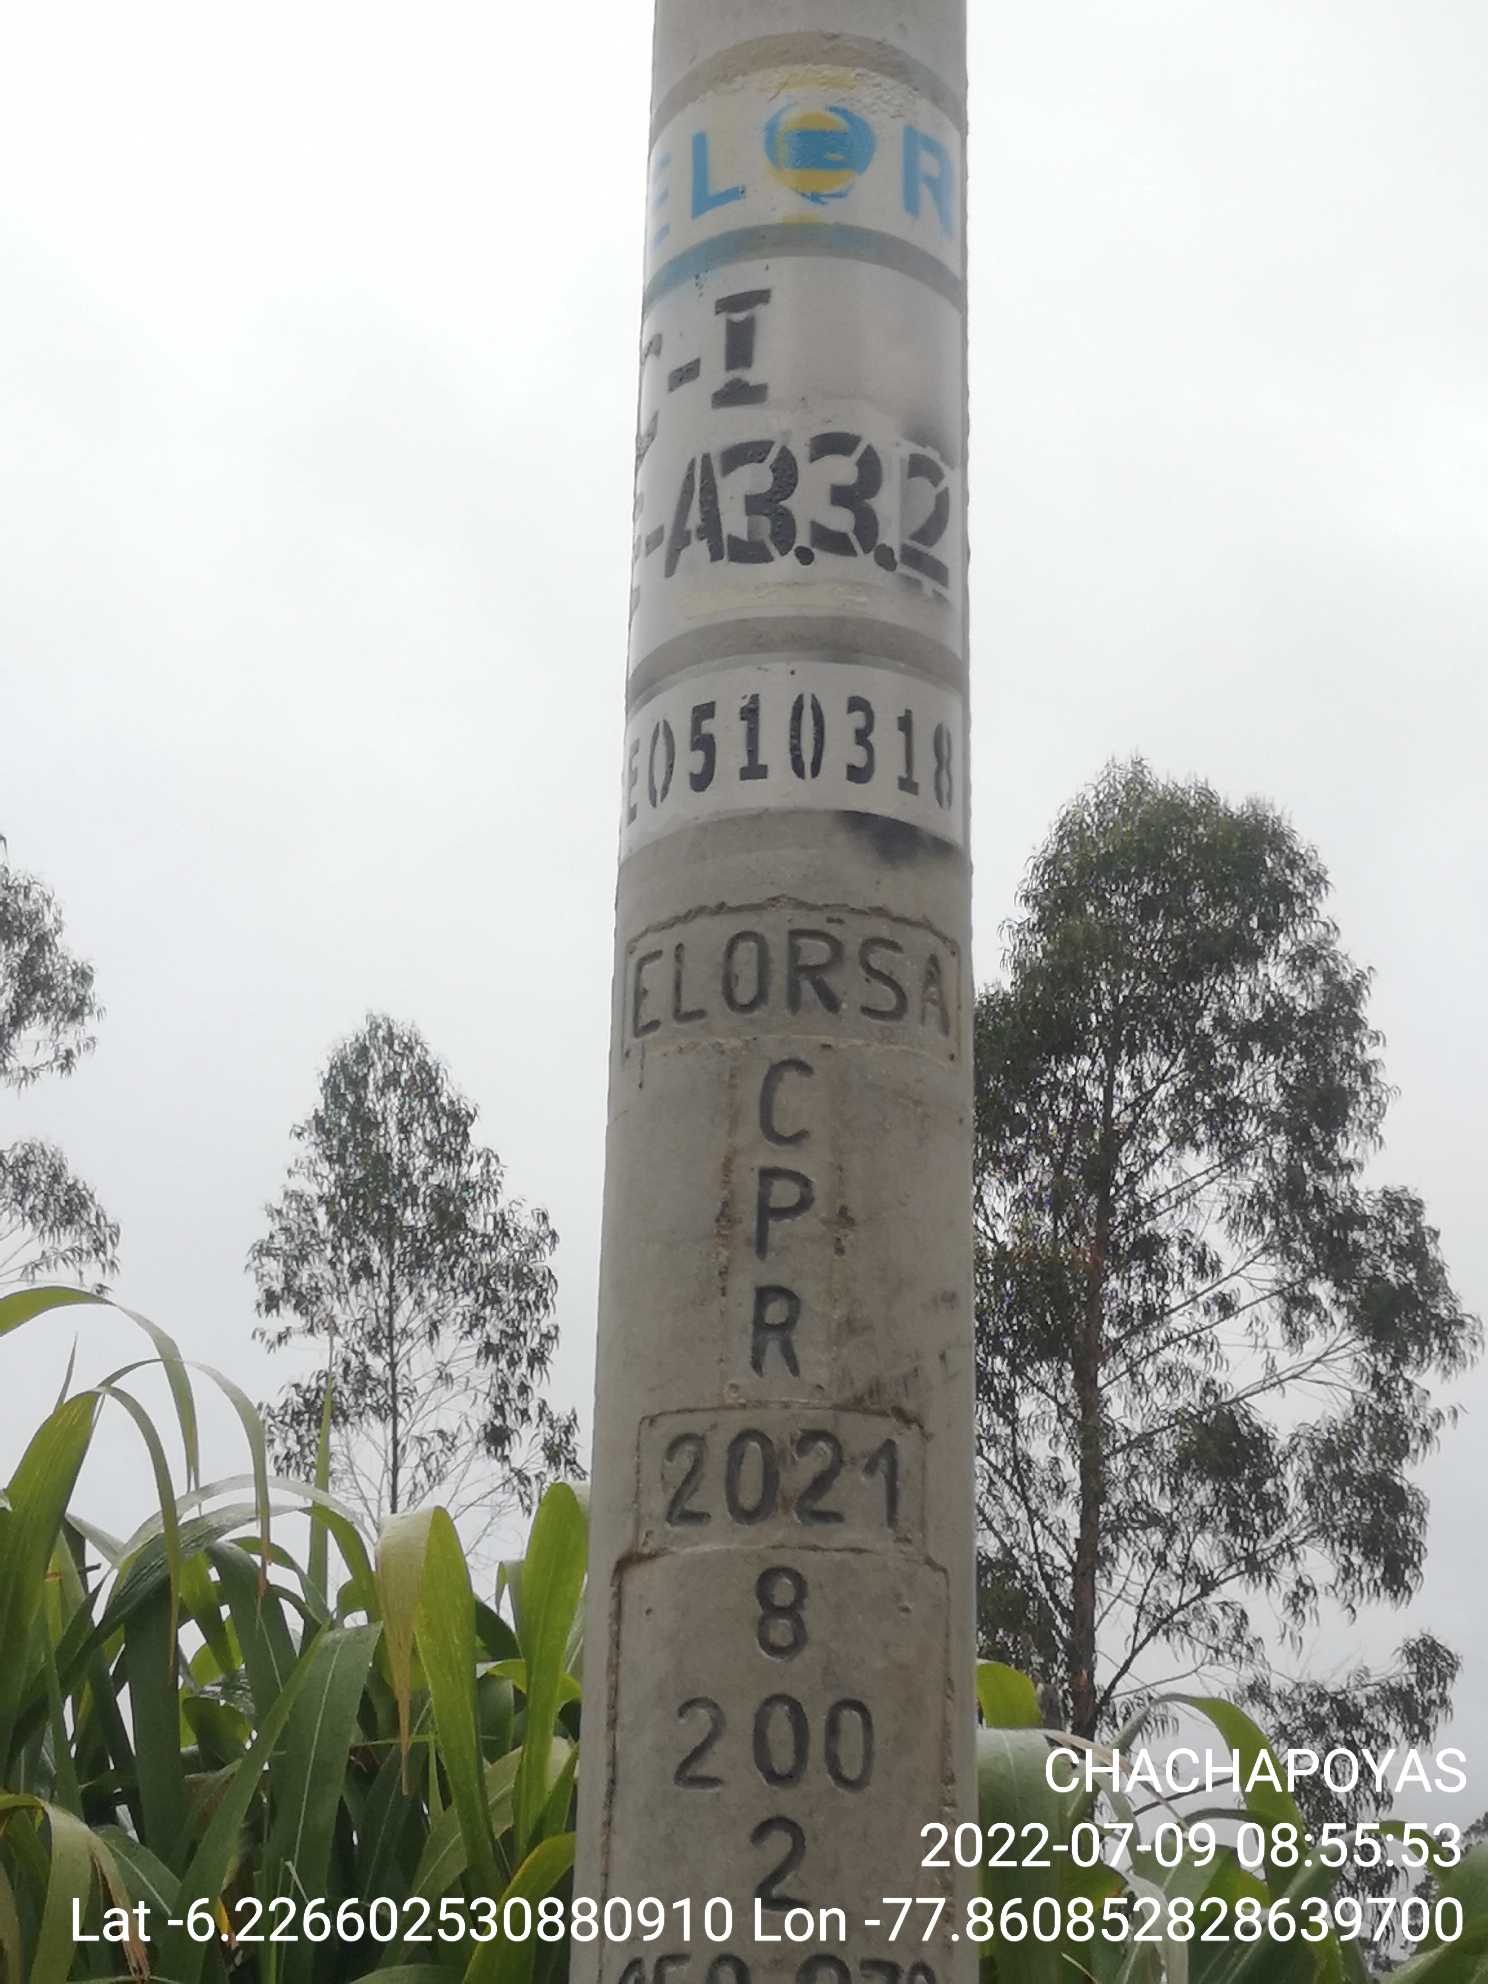 ELOR
C-I
-A3.3.2
E0510318
ELORSA
C
P
R
2021
8
200
2
CHACHAPOYAS
2022-07-09 08:55:53
Lat -6.226602530880910 Lon -77.860852828639700